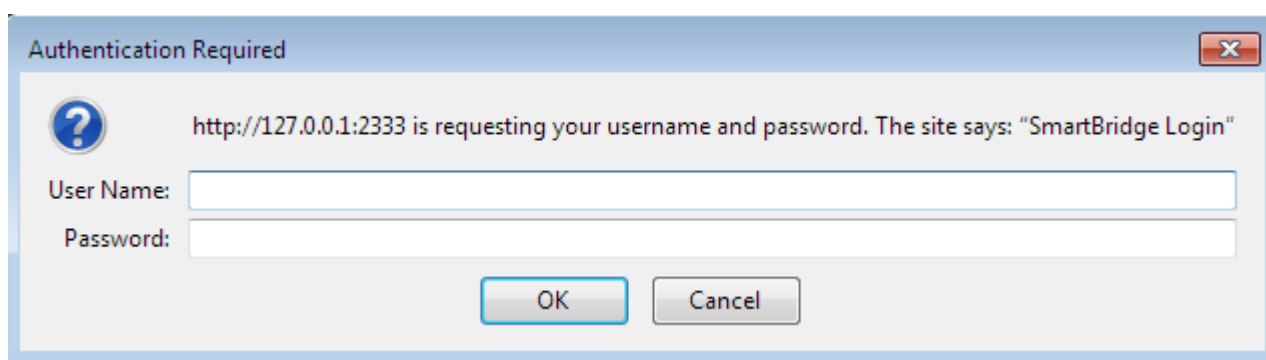 Authentication Required
http://127.0.0.1:2333 is requesting your username and password. The site says: “SmartBridge Login”
User Name:
Password:
OK Cancel